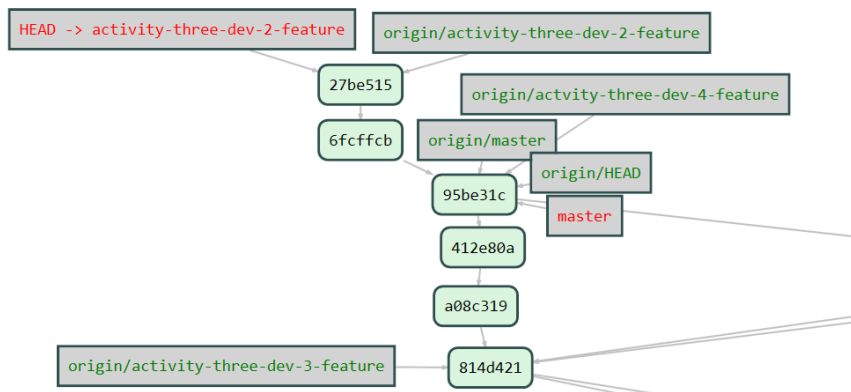 HEAD -> activity-three-dev-2-feature
origin/activity-three-dev-2-feature
27be515
origin/actvity-three-dev-4-feature
6fcffcb
origin/master
origin/HEAD
95be31c
master
412e80a
a08c319
origin/activity-three-dev-3-feature
814d421